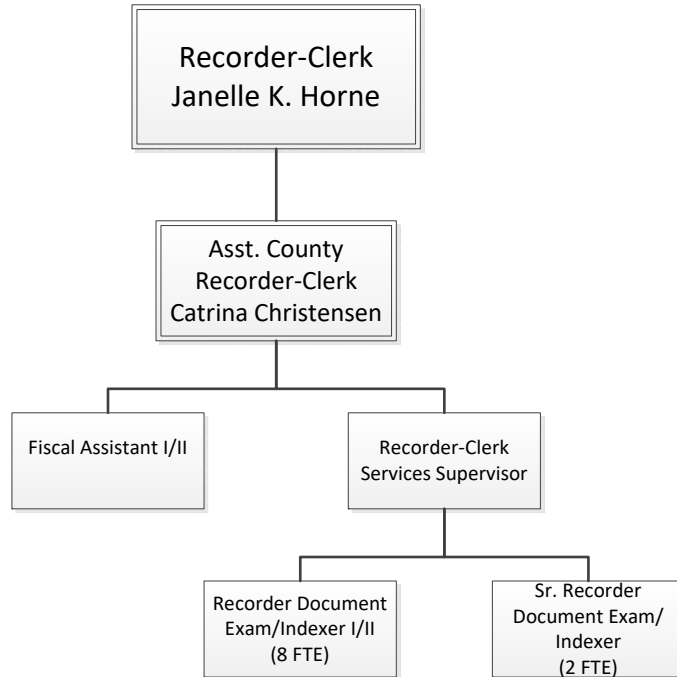 Recorder-Clerk
Janelle K. Horne
Asst. County
Recorder-Clerk
Catrina Christensen
Fiscal Assistant I/II
Recorder-Clerk
Services Supervisor
Recorder Document
Exam/Indexer I/II
(8 FTE)
Sr. Recorder
Document Exam/
Indexer
(2 FTE)